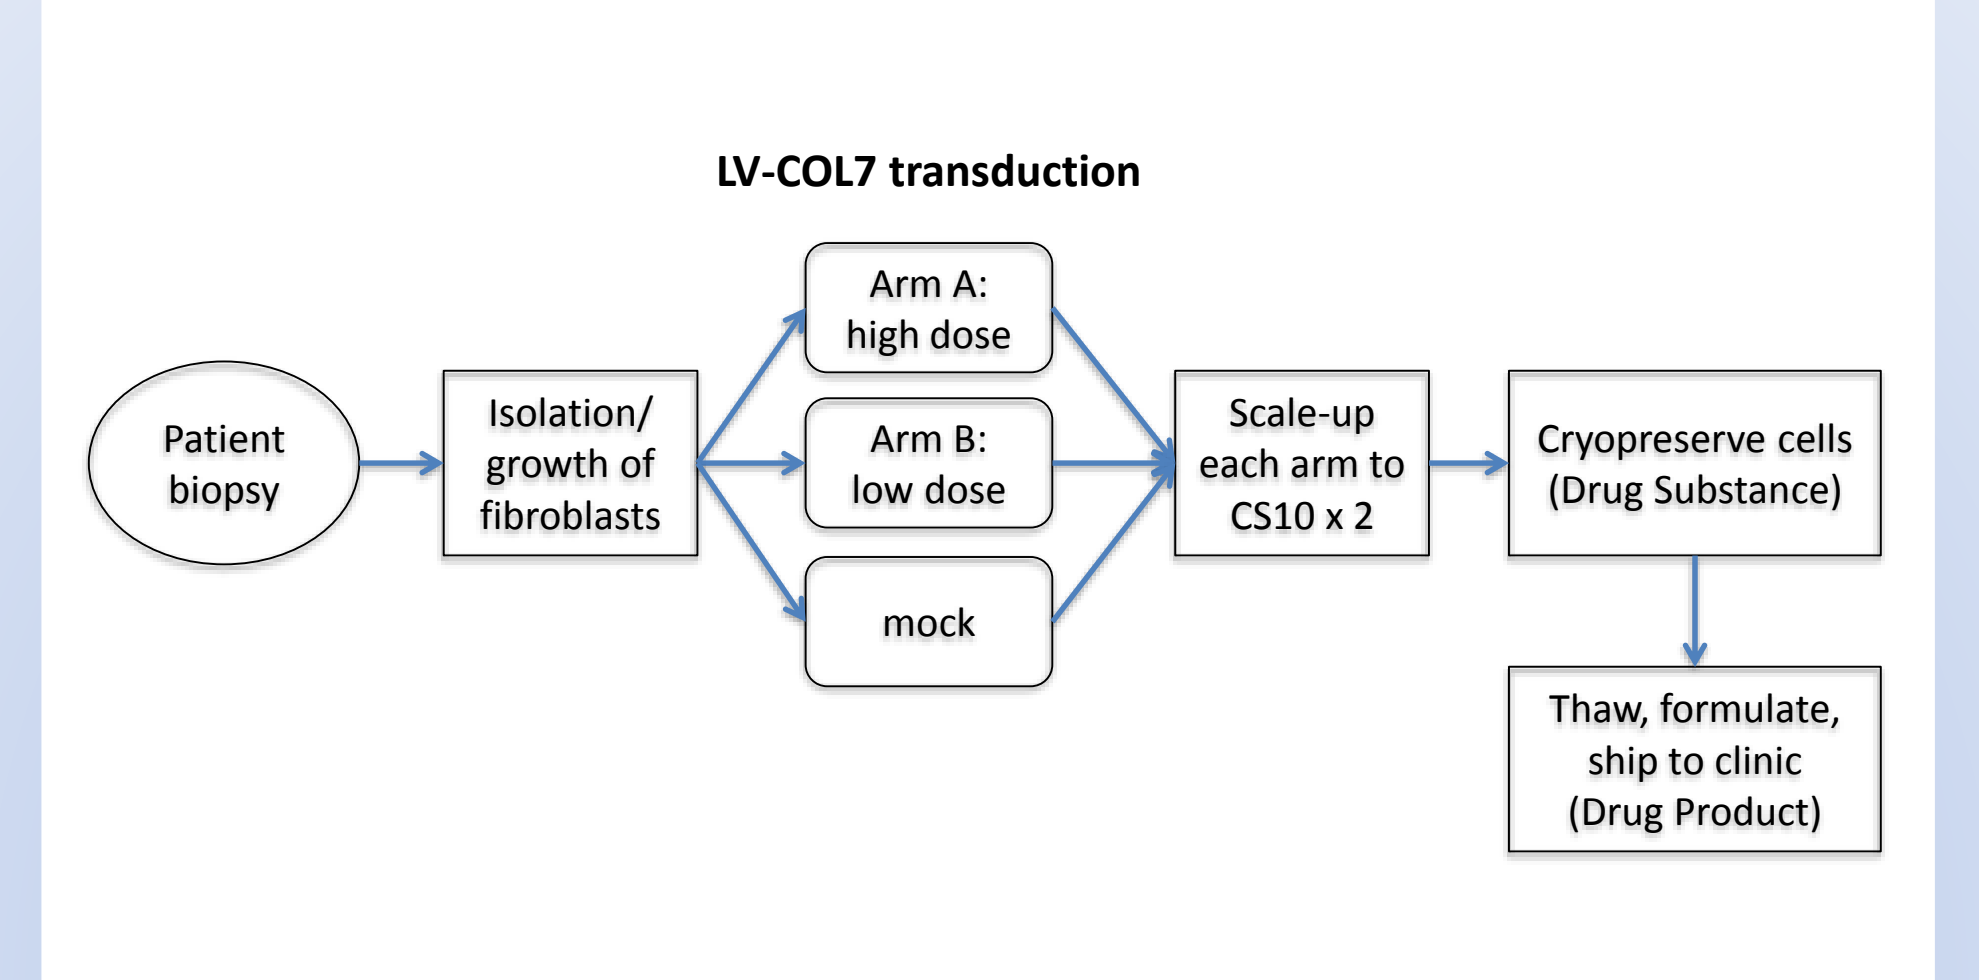 LV-COL7 transduction
Patient
biopsy
Isolation/
growth of
fibroblasts
Arm A:
high dose
Arm B:
low dose
mock
Scale-up
each arm to
CS10 x 2
Cryopreserve cells
(Drug Substance)
Thaw, formulate,
ship to clinic
(Drug Product)